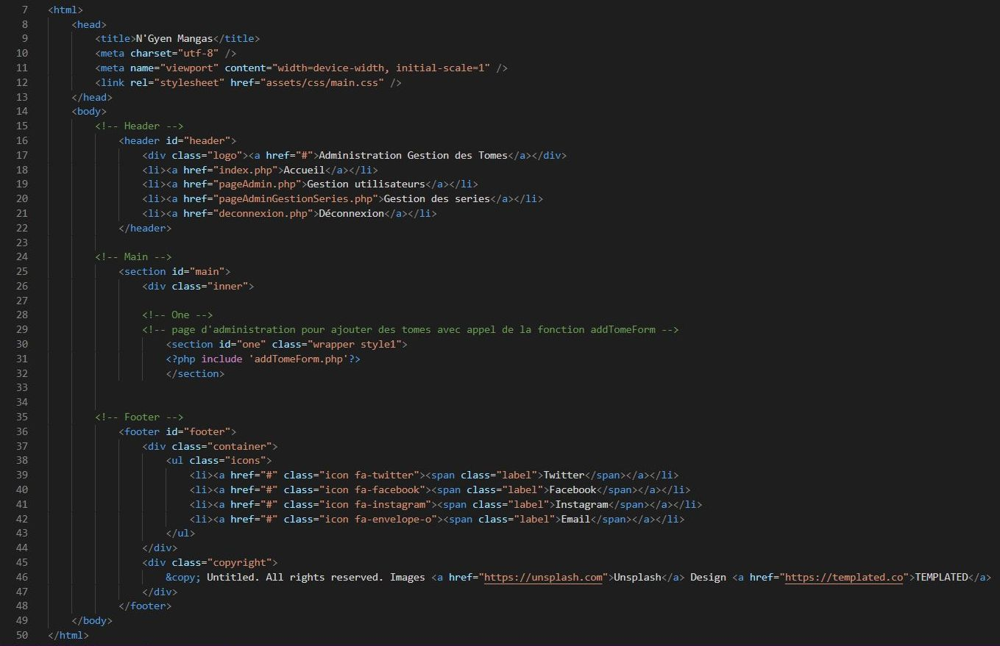 7 <html>
8 <head>
9 <title>N'Gyen Mangas</title>
10 <meta charset="utf-8" />
11 <meta name="viewport" content="width=device-width, initial-scale=1" />
12 <link rel="stylesheet" href="assets/css/main.css" />
13 </head>
14 <body>
15 <!-- Header -->
16 <header id="header">
17 <div class="logo"><a href="#">Administration Gestion des Tomes</a></div>
18 <li><a href="index.php">Accueil</a></li>
19 <li><a href="pageAdmin.php">Gestion utilisateurs</a></li>
20 <li><a href="pageAdminGestionSeries.php">Gestion des series</a></li>
21 <li><a href="deconnexion.php">Déconnexion</a></li>
22 </header>
23
24 <!-- Main -->
25 <section id="main">
26 <div class="inner">
27
28 <!-- One -->
29 <!-- page d'administration pour ajouter des tomes avec appel de la fonction addTomeForm -->
30 <section id="one" class="wrapper style1">
31 <?php include 'addTomeForm.php'?>
32 </section>
33
34
35 <!-- Footer -->
36 <footer id="footer">
37 <div class="container">
38 <ul class="icons">
39 <li><a href="#" class="icon fa-twitter"><span class="label">Twitter</span></a></li>
40 <li><a href="#" class="icon fa-facebook"><span class="label">Facebook</span></a></li>
41 <li><a href="#" class="icon fa-instagram"><span class="label">Instagram</span></a></li>
42 <li><a href="#" class="icon fa-envelope-o"><span class="label">Email</span></a></li>
43 </ul>
44 </div>
45 <div class="copyright">
46 &copy; Untitled. All rights reserved. Images <a href="https://unsplash.com">Unsplash</a> Design <a href="https://templated.co">TEMPLATED</a>
47 </div>
48 </footer>
49 </body>
50 </html>